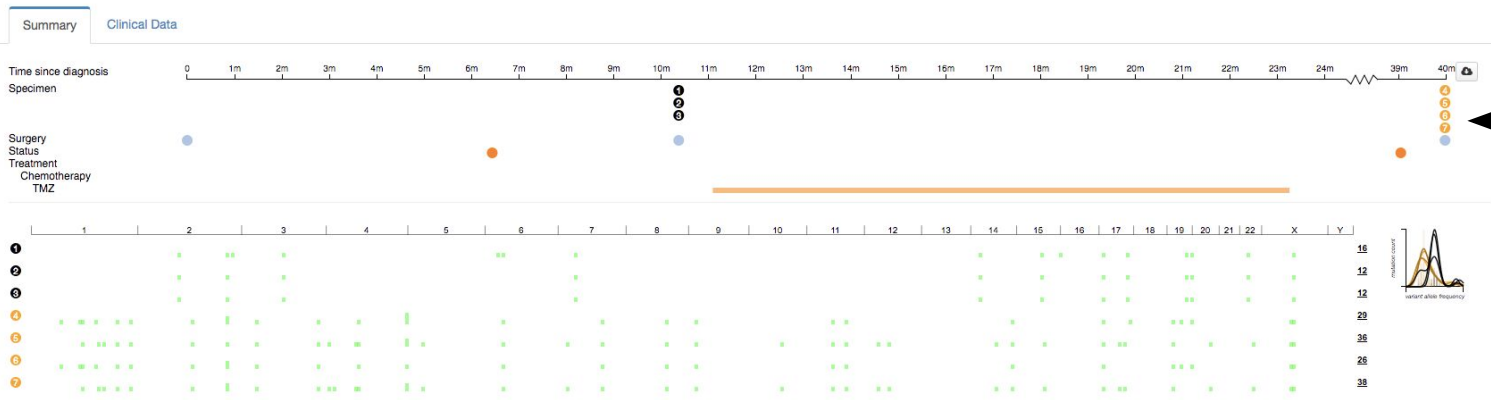 Summary Clinical Data
Time since diagnosis 0 1m 2m 3m 4m 5m 6m 7m 8m 9m 10m 11m 12m 13m 14m 15m 16m 17m 18m 19m 20m 21m 22m 23m 24m 39m 40m
Specimen 1 4
2 5
3 6
7
Surgery
Status
Treatment
Chemotherapy
TMZ
1 2 3 4 5 6 7 8 9 10 11 12 13 14 15 16 17 18 19 20 21 22 X Y
1 16
2 12
3 12
4 29
5 36
6 26
7 38
mutation count
variant allele frequency